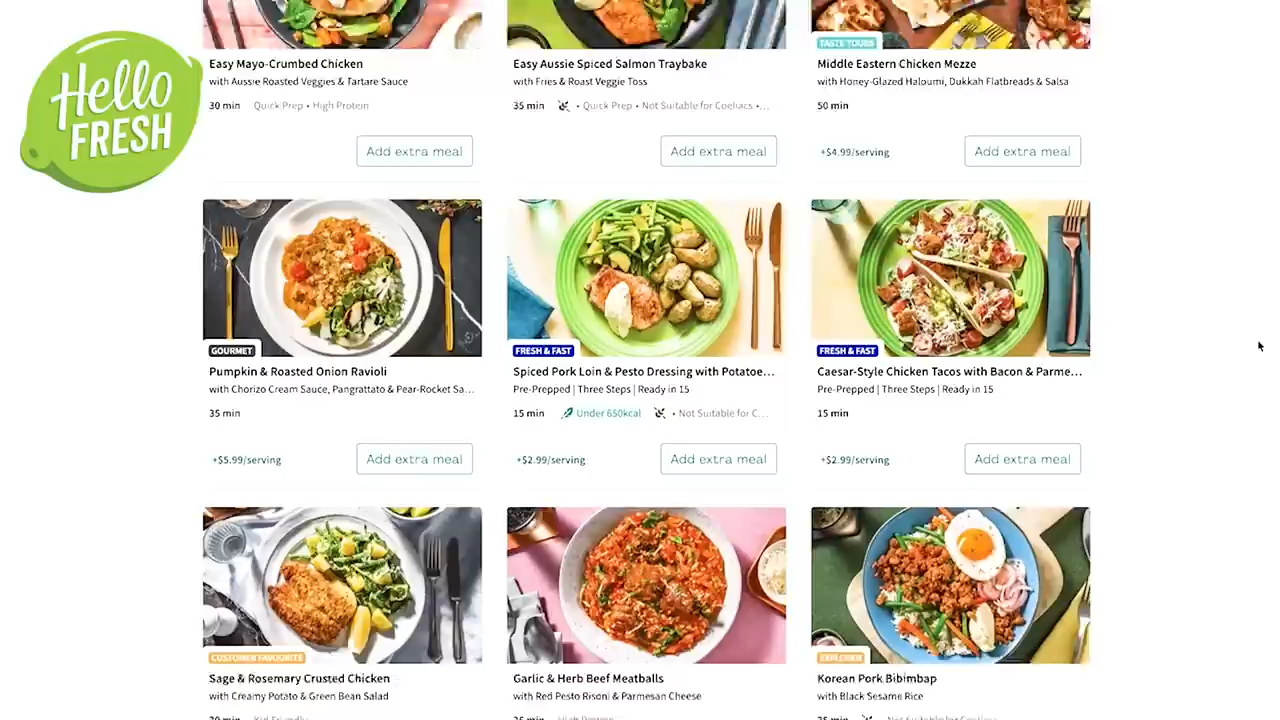 Hello
FRESH
TASTE TOURS
Easy Mayo-Crumbed Chicken
with Aussie Roasted Veggies & Tartare Sauce
30 min Quick Prep • High Protein
Add extra meal
Easy Aussie Spiced Salmon Traybake
with Fries & Roast Veggie Toss
35 min • Quick Prep • Not Suitable for Coeliacs •...
Add extra meal
Middle Eastern Chicken Mezze
with Honey-Glazed Haloumi, Dukkah Flatbreads & Salsa
50 min
+$4.99/serving
Add extra meal
GOURMET
Pumpkin & Roasted Onion Ravioli
with Chorizo Cream Sauce, Pangrattato & Pear-Rocket Sa...
35 min
+$5.99/serving
Add extra meal
FRESH & FAST
Spiced Pork Loin & Pesto Dressing with Potatoe...
Pre-Prepped | Three Steps | Ready in 15
15 min Under 650kcal • Not Suitable for C...
+$2.99/serving
Add extra meal
FRESH & FAST
Caesar-Style Chicken Tacos with Bacon & Parme...
Pre-Prepped | Three Steps | Ready in 15
15 min
+$2.99/serving
Add extra meal
CUSTOMER FAVOURITE
Sage & Rosemary Crusted Chicken
with Creamy Potato & Green Bean Salad
Kid Friendly
Garlic & Herb Beef Meatballs
with Red Pesto Risoni & Parmesan Cheese
High Protein
EXPLORER
Korean Pork Bibimbap
with Black Sesame Rice
Not Suitable for Coeliacs